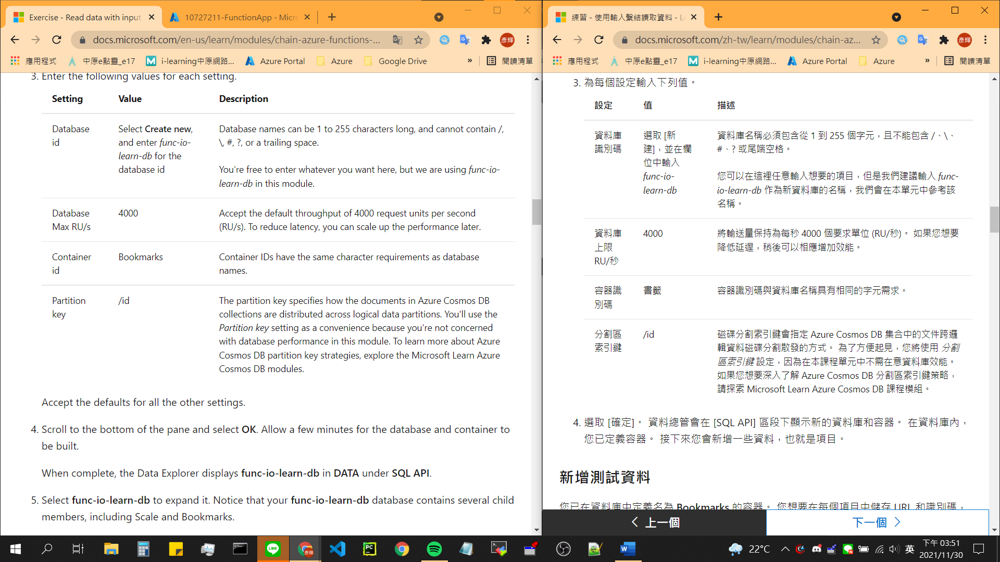 Exercise - Read data with input
10727211-FunctionApp - Micro
docs.microsoft.com/en-us/learn/modules/chain-azure-functions-...
彥輝
應用程式
中原e點靈_e17
i-learning中原網路...
Azure Portal
Azure
Google Drive
»
閱讀清單
3. Enter the following values for each setting.
Setting Value Description
Database id
Select Create new, and enter func-io-learn-db for the database id
Database names can be 1 to 255 characters long, and cannot contain /,
\, #, ?, or a trailing space.
You're free to enter whatever you want here, but we are using func-io-
learn-db in this module.
Database Max RU/s
4000
Accept the default throughput of 4000 request units per second
(RU/s). To reduce latency, you can scale up the performance later.
Container id
Bookmarks
Container IDs have the same character requirements as database
names.
Partition key
/id
The partition key specifies how the documents in Azure Cosmos DB
collections are distributed across logical data partitions. You'll use the
Partition key setting as a convenience because you're not concerned
with database performance in this module. To learn more about Azure
Cosmos DB partition key strategies, explore the Microsoft Learn Azure
Cosmos DB modules.
Accept the defaults for all the other settings.
4. Scroll to the bottom of the pane and select OK. Allow a few minutes for the database and container to
be built.
When complete, the Data Explorer displays func-io-learn-db in DATA under SQL API.
5. Select func-io-learn-db to expand it. Notice that your func-io-learn-db database contains several child
members, including Scale and Bookmarks.
練習 - 使用輸入繫結讀取資料 - L
docs.microsoft.com/zh-tw/learn/modules/chain-az...
彥輝
應用程式
中原e點靈_e17
i-learning中原網路...
Azure Portal
Azure
»
閱讀清單
3. 為每個設定輸入下列值。
設定 值 描述
資料庫
識別碼
選取 [新
建]，並在欄
位中輸入
func-io-
learn-db
資料庫名稱必須包含從 1 到 255 個字元，且不能包含 /、\、
#、? 或尾端空格。
您可以在這裡任意輸入想要的項目，但是我們建議輸入 func-
io-learn-db 作為新資料庫的名稱，我們會在本單元中參考該
名稱。
資料庫
上限
RU/秒
4000
將輸送量保持為每秒 4000 個要求單位 (RU/秒)。 如果您想要
降低延遲，稍後可以相應增加效能。
容器識
別碼
書籤
容器識別碼與資料庫名稱具有相同的字元需求。
分割區
索引鍵
/id
磁碟分割索引鍵會指定 Azure Cosmos DB 集合中的文件跨邏
輯資料磁碟分割散發的方式。 為了方便起見，您將使用 分割
區索引鍵 設定，因為在本課程單元中不需在意資料庫效能。
如果您想要深入了解 Azure Cosmos DB 分割區索引鍵策略，
請探索 Microsoft Learn Azure Cosmos DB 課程模組。
4. 選取 [確定]。 資料總管會在 [SQL API] 區段下顯示新的資料庫和容器。 在資料庫內，
您已定義容器。 接下來您會新增一些資料，也就是項目。
新增測試資料
您已在資料庫中定義名為 Bookmarks 的容器。 您想要在每個項目中儲存 URL 和識別碼，
上一個
下一個
LINE
PC
22°C
英
下午 03:51
2021/11/30